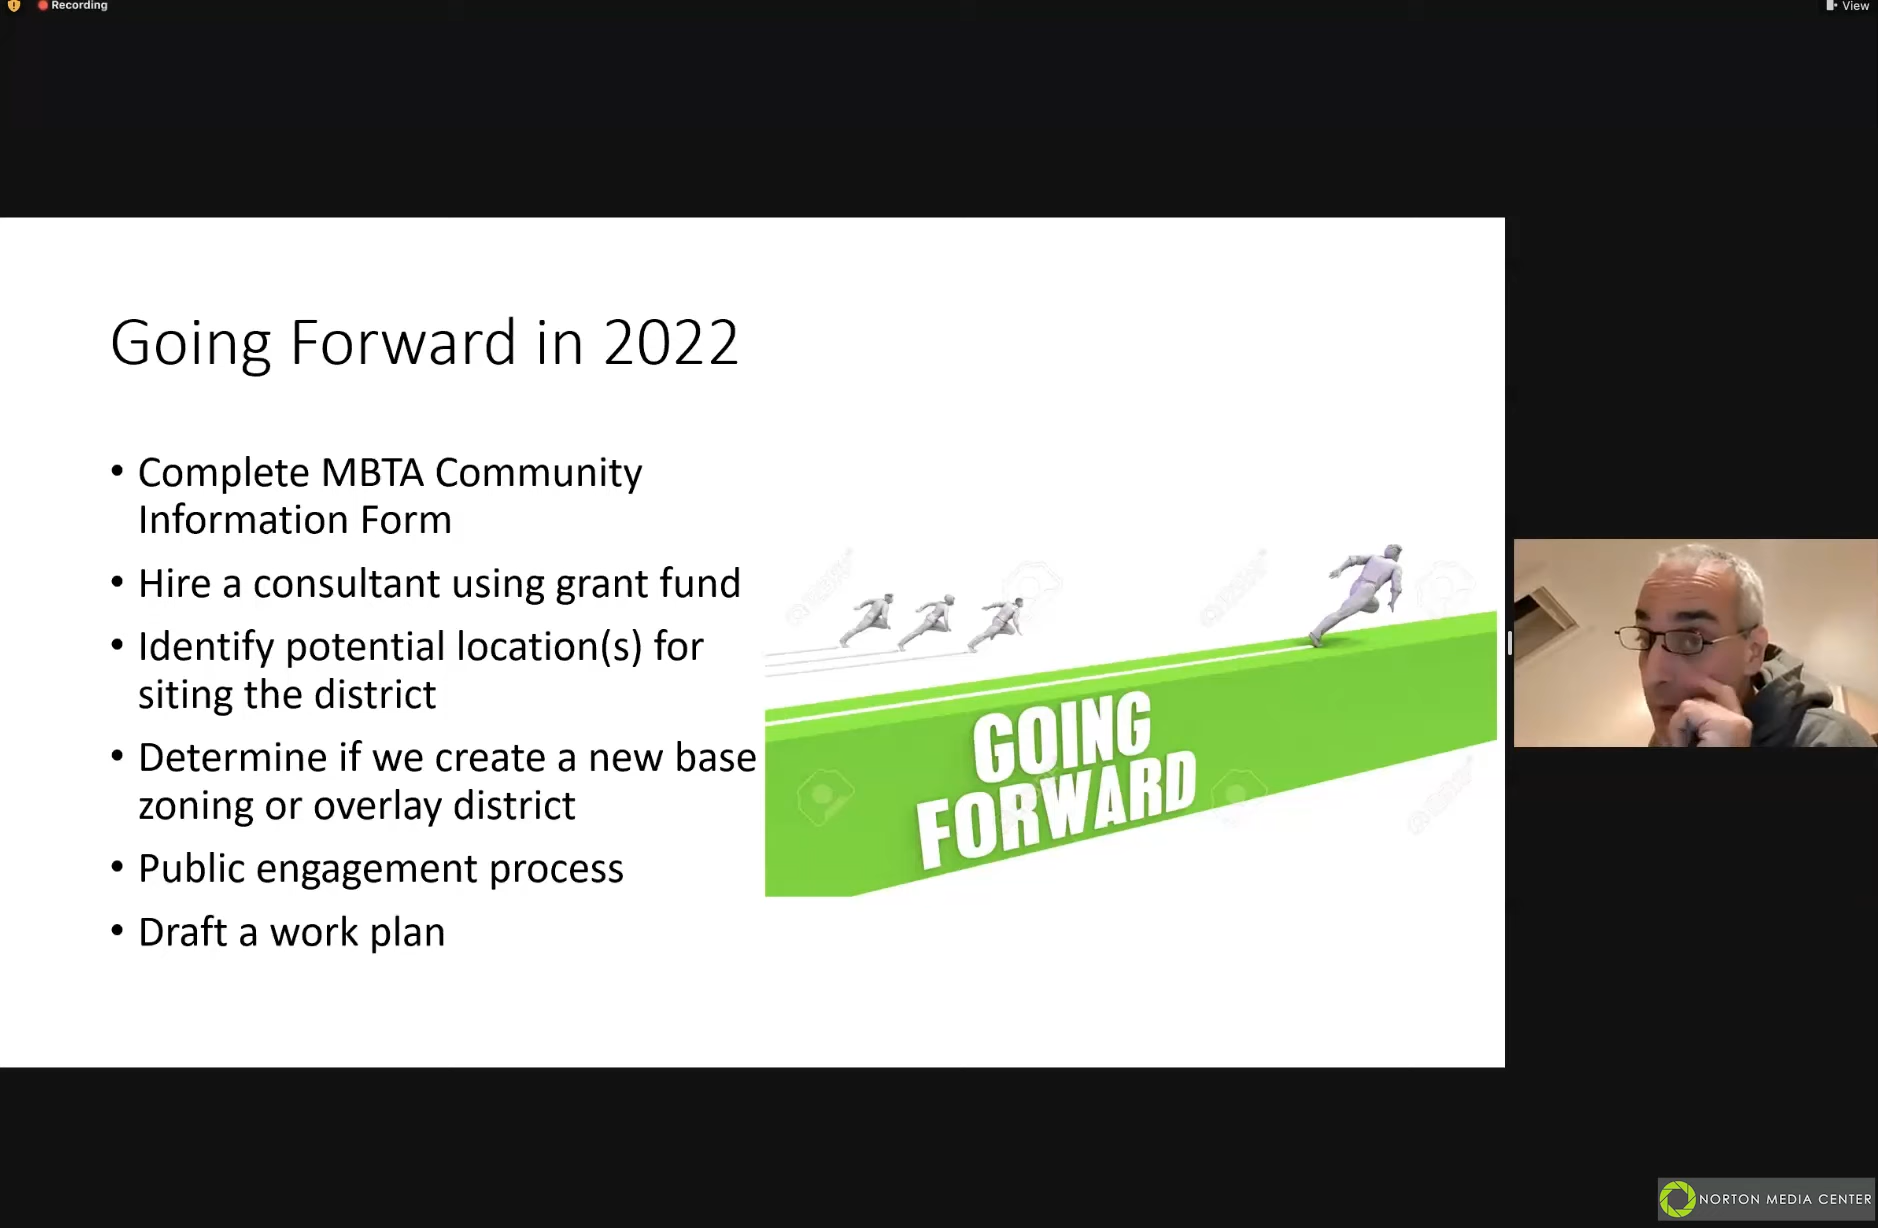 Recording
View
Going Forward in 2022
• Complete MBTA Community
Information Form
• Hire a consultant using grant fund
• Identify potential location(s) for
siting the district
• Determine if we create a new base
zoning or overlay district
• Public engagement process
• Draft a work plan
GOING
FORWARD
NORTON MEDIA CENTER